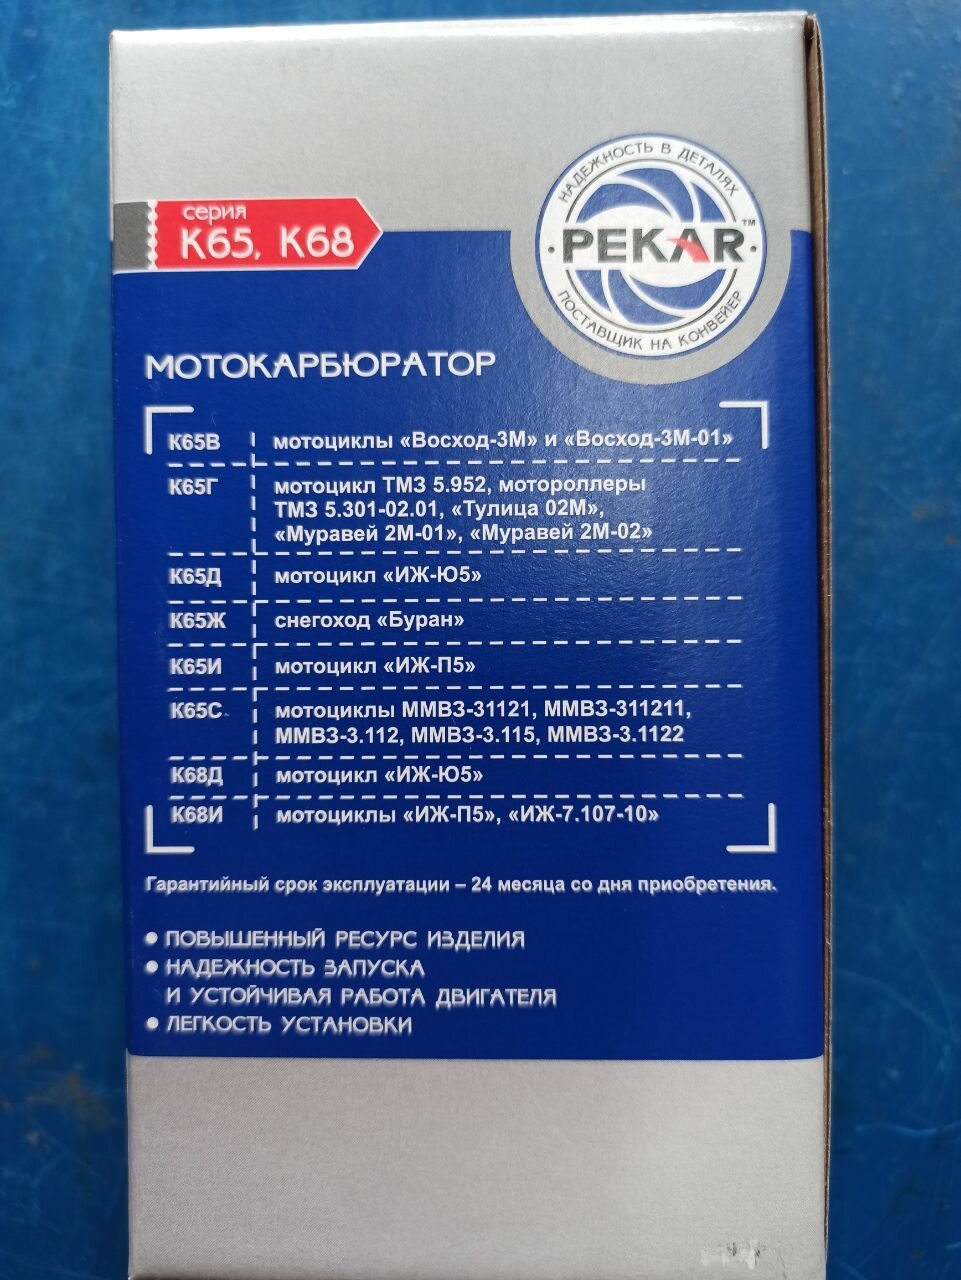 серия
К65, К68
НАДЕЖНОСТЬ В ДЕТАЛЯХ
PEKAR™
ПОСТАВЩИК НА КОНВЕЙЕР
МОТОКАРБЮРАТОР
К65В мотоциклы «Восход-3М» и «Восход-3М-01»
К65Г мотоцикл ТМЗ 5.952, мотороллеры
ТМЗ 5.301-02.01, «Тулица 02М»,
«Муравей 2М-01», «Муравей 2М-02»
К65Д мотоцикл «ИЖ-Ю5»
К65Ж снегоход «Буран»
К65И мотоцикл «ИЖ-П5»
К65С мотоциклы ММВЗ-31121, ММВЗ-311211,
ММВЗ-3.112, ММВЗ-3.115, ММВЗ-3.1122
К68Д мотоцикл «ИЖ-Ю5»
К68И мотоциклы «ИЖ-П5», «ИЖ-7.107-10»
Гарантийный срок эксплуатации – 24 месяца со дня приобретения.
• ПОВЫШЕННЫЙ РЕСУРС ИЗДЕЛИЯ
• НАДЕЖНОСТЬ ЗАПУСКА
И УСТОЙЧИВАЯ РАБОТА ДВИГАТЕЛЯ
• ЛЕГКОСТЬ УСТАНОВКИ